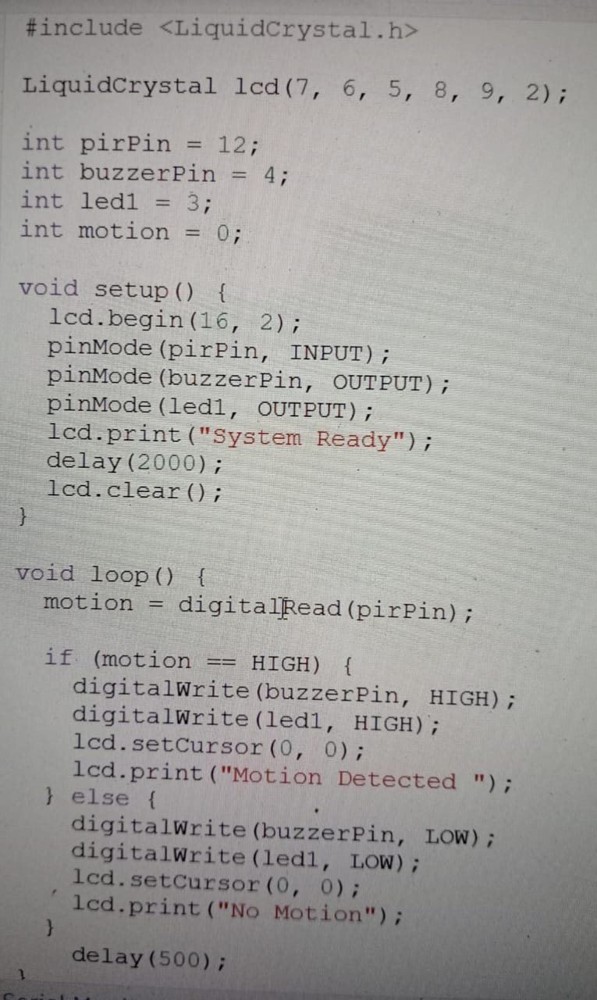 #include <LiquidCrystal.h>
LiquidCrystal lcd(7, 6, 5, 8, 9, 2);
int pirPin = 12;
int buzzerPin = 4;
int led1 = 3;
int motion = 0;
void setup() {
  lcd.begin(16, 2);
  pinMode(pirPin, INPUT);
  pinMode(buzzerPin, OUTPUT);
  pinMode(led1, OUTPUT);
  lcd.print("System Ready");
  delay(2000);
  lcd.clear();
}
void loop() {
  motion = digitalRead(pirPin);
  if (motion == HIGH) {
    digitalWrite(buzzerPin, HIGH);
    digitalWrite(led1, HIGH);
    lcd.setCursor(0, 0);
    lcd.print("Motion Detected ");
  } else {
    digitalWrite(buzzerPin, LOW);
    digitalWrite(led1, LOW);
    lcd.setCursor(0, 0);
    lcd.print("No Motion");
  }
    delay(500);
}